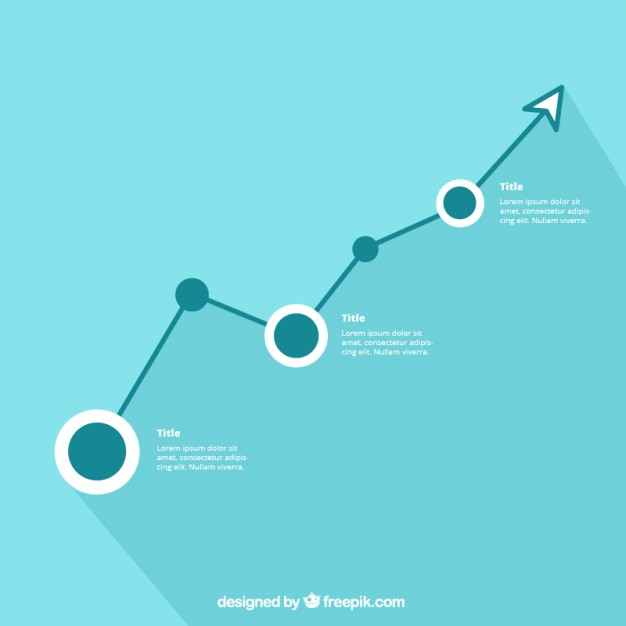 Title
Lorem ipsum dolor sit
amet, consectetur adipis-
cing elit. Nullam viverra.
Title
Lorem ipsum dolor sit
amet, consectetur adipis-
cing elit. Nullam viverra.
Title
Lorem ipsum dolor sit
amet, consectetur adipis-
cing elit. Nullam viverra.
designed by freepik.com